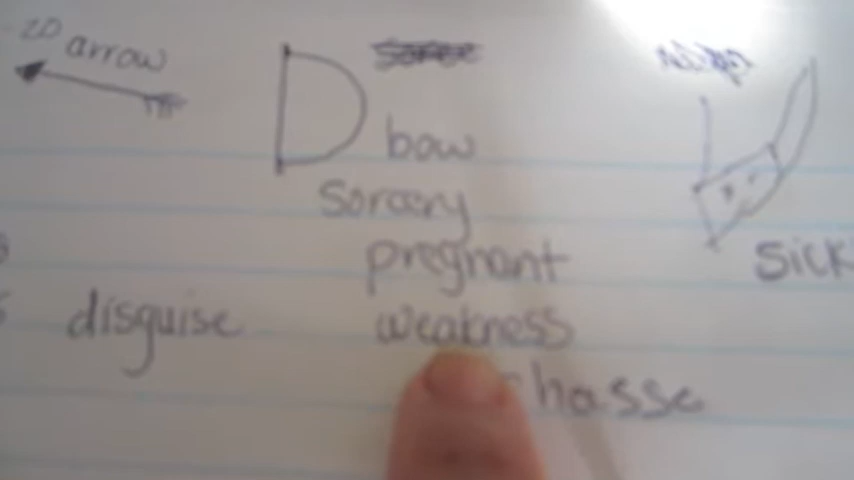 20 arrow
bow
sorcery
pregnant
sick
disguise
weakness
hasse